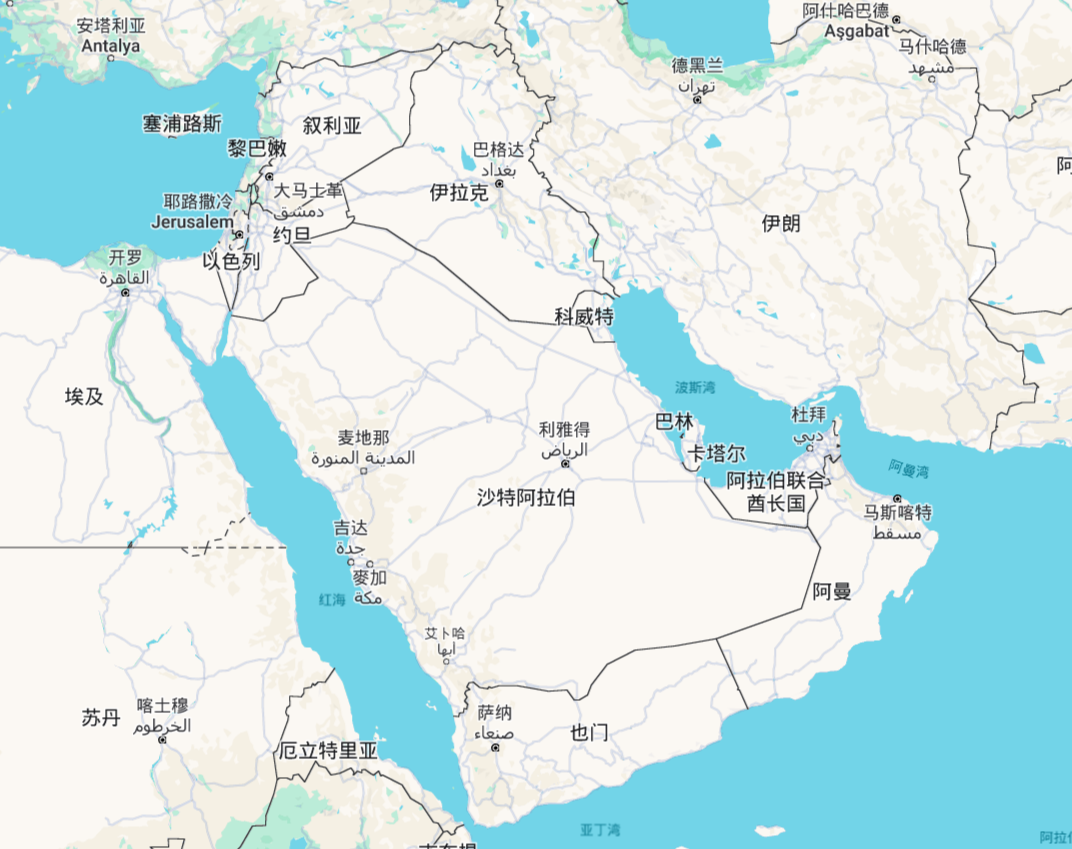 安塔利亚
Antalya
阿什哈巴德
Aşgabat
马什哈德
مشهد
德黑兰
تهران
塞浦路斯
叙利亚
黎巴嫩
巴格达
بغداد
阿
大马士革
دمشق
伊拉克
耶路撒冷
Jerusalem
约旦
伊朗
以色列
开罗
القاهرة
科威特
埃及
波斯湾
麦地那
المدينة المنورة
利雅得
الرياض
巴林
卡塔尔
杜拜
دبي
阿曼湾
阿拉伯联合
酋长国
沙特阿拉伯
马斯喀特
مسقط
吉达
جدة
麥加
مكة
红海
阿曼
艾卜哈
ابها
苏丹
喀土穆
الخرطوم
萨纳
صنعاء
也门
厄立特里亚
亚丁湾